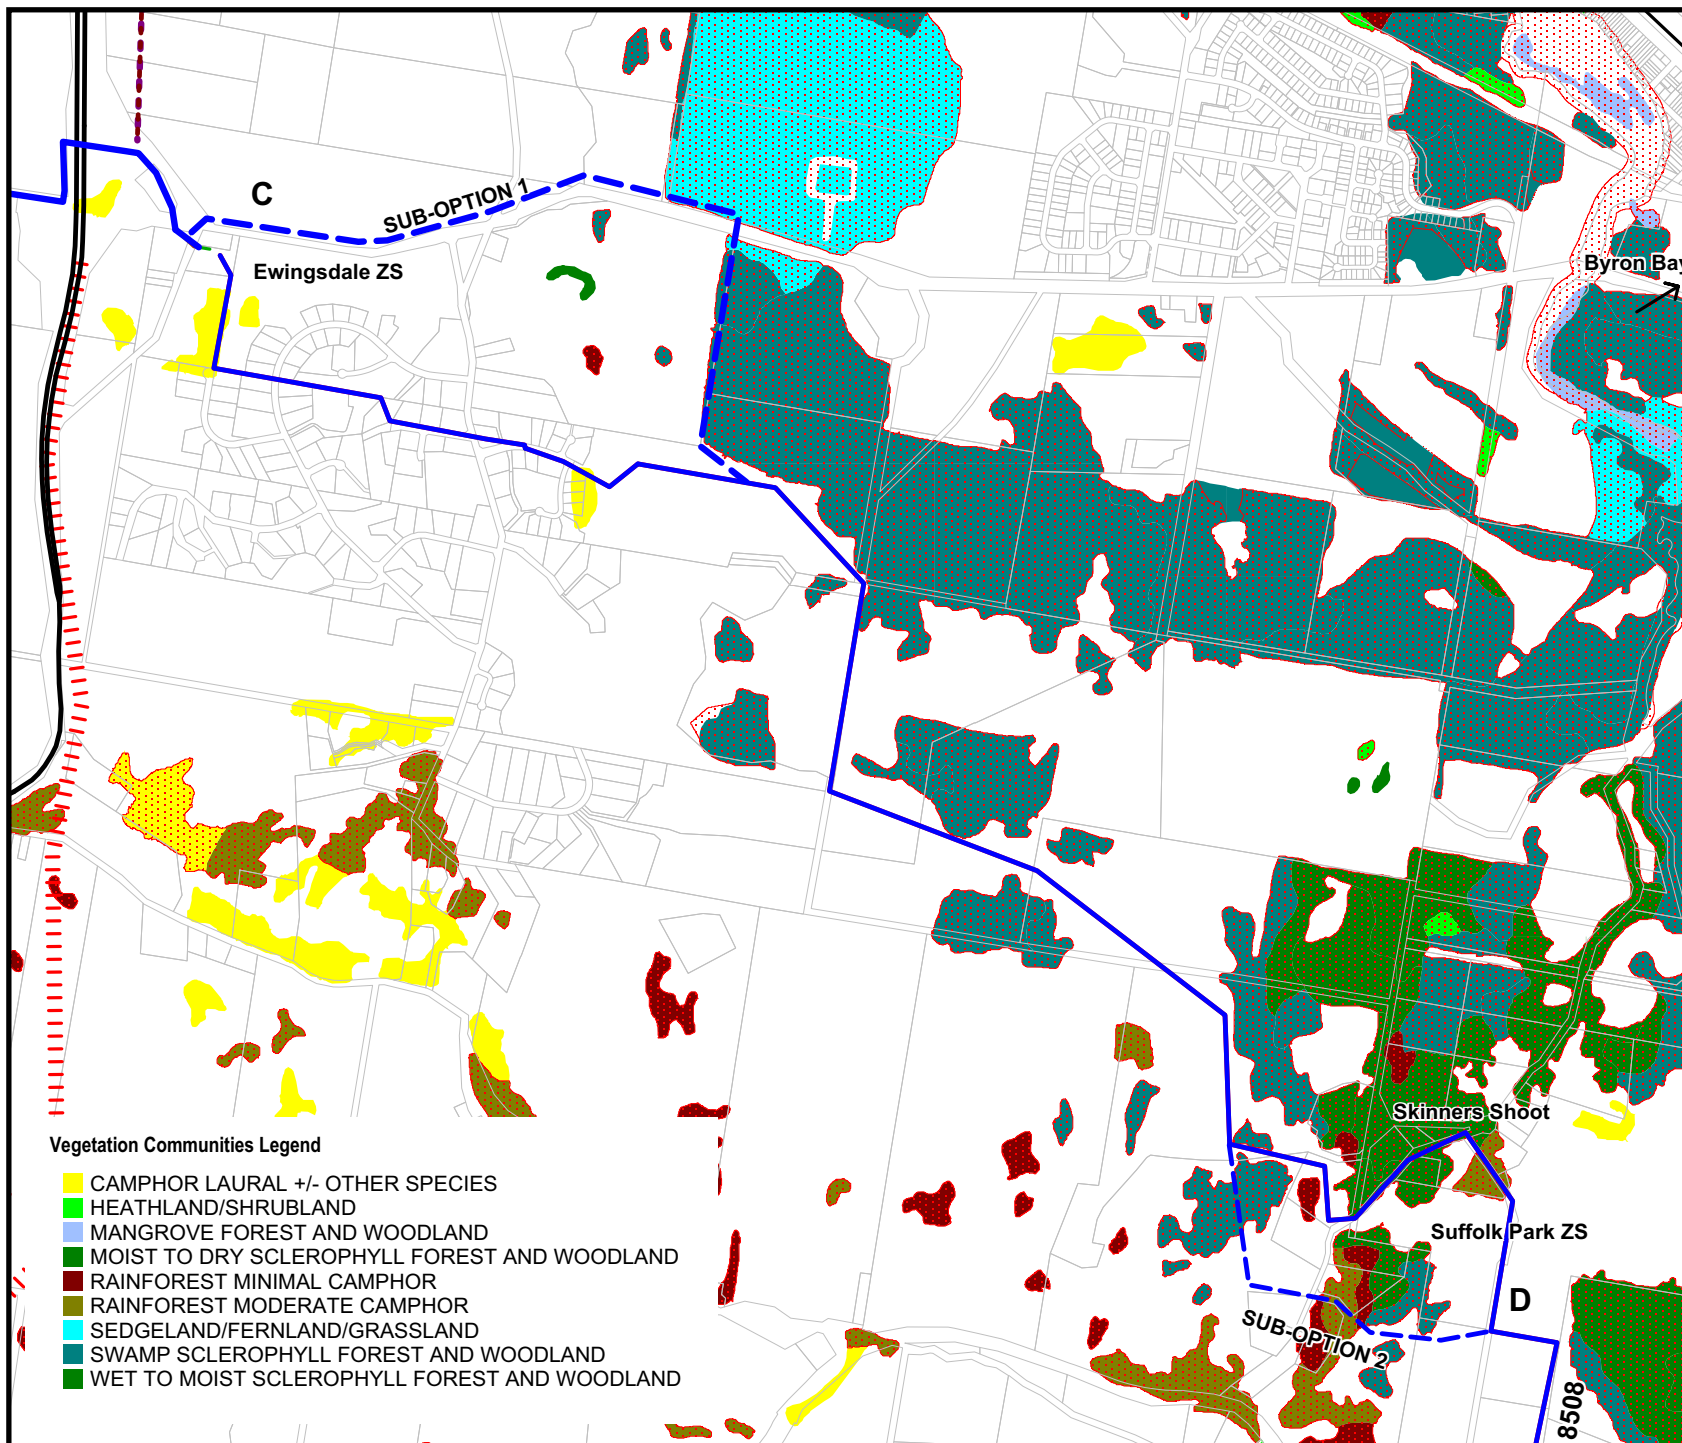 C
SUB-OPTION 1
Ewingsdale ZS
Byron Bay
Skinners Shoot
Suffolk Park ZS
D
SUB-OPTION 2
8508
Vegetation Communities Legend
CAMPHOR LAURAL +/- OTHER SPECIES
HEATHLAND/SHRUBLAND
MANGROVE FOREST AND WOODLAND
MOIST TO DRY SCLEROPHYLL FOREST AND WOODLAND
RAINFOREST MINIMAL CAMPHOR
RAINFOREST MODERATE CAMPHOR
SEDGELAND/FERNLAND/GRASSLAND
SWAMP SCLEROPHYLL FOREST AND WOODLAND
WET TO MOIST SCLEROPHYLL FOREST AND WOODLAND